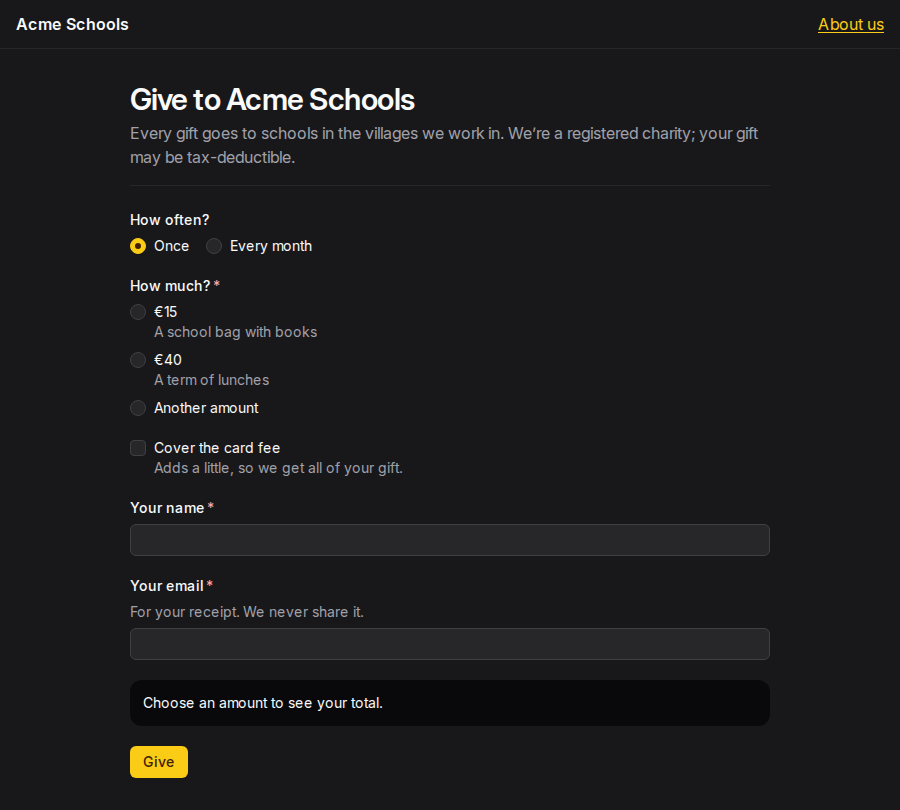 Acme Schools
About us
Give to Acme Schools
Every gift goes to schools in the villages we work in. We're a registered charity; your gift
may be tax-deductible.
How often?
Once
Every month
How much? *
€15
A school bag with books
€40
A term of lunches
Another amount
Cover the card fee
Adds a little, so we get all of your gift.
Your name *
Your email *
For your receipt. We never share it.
Choose an amount to see your total.
Give